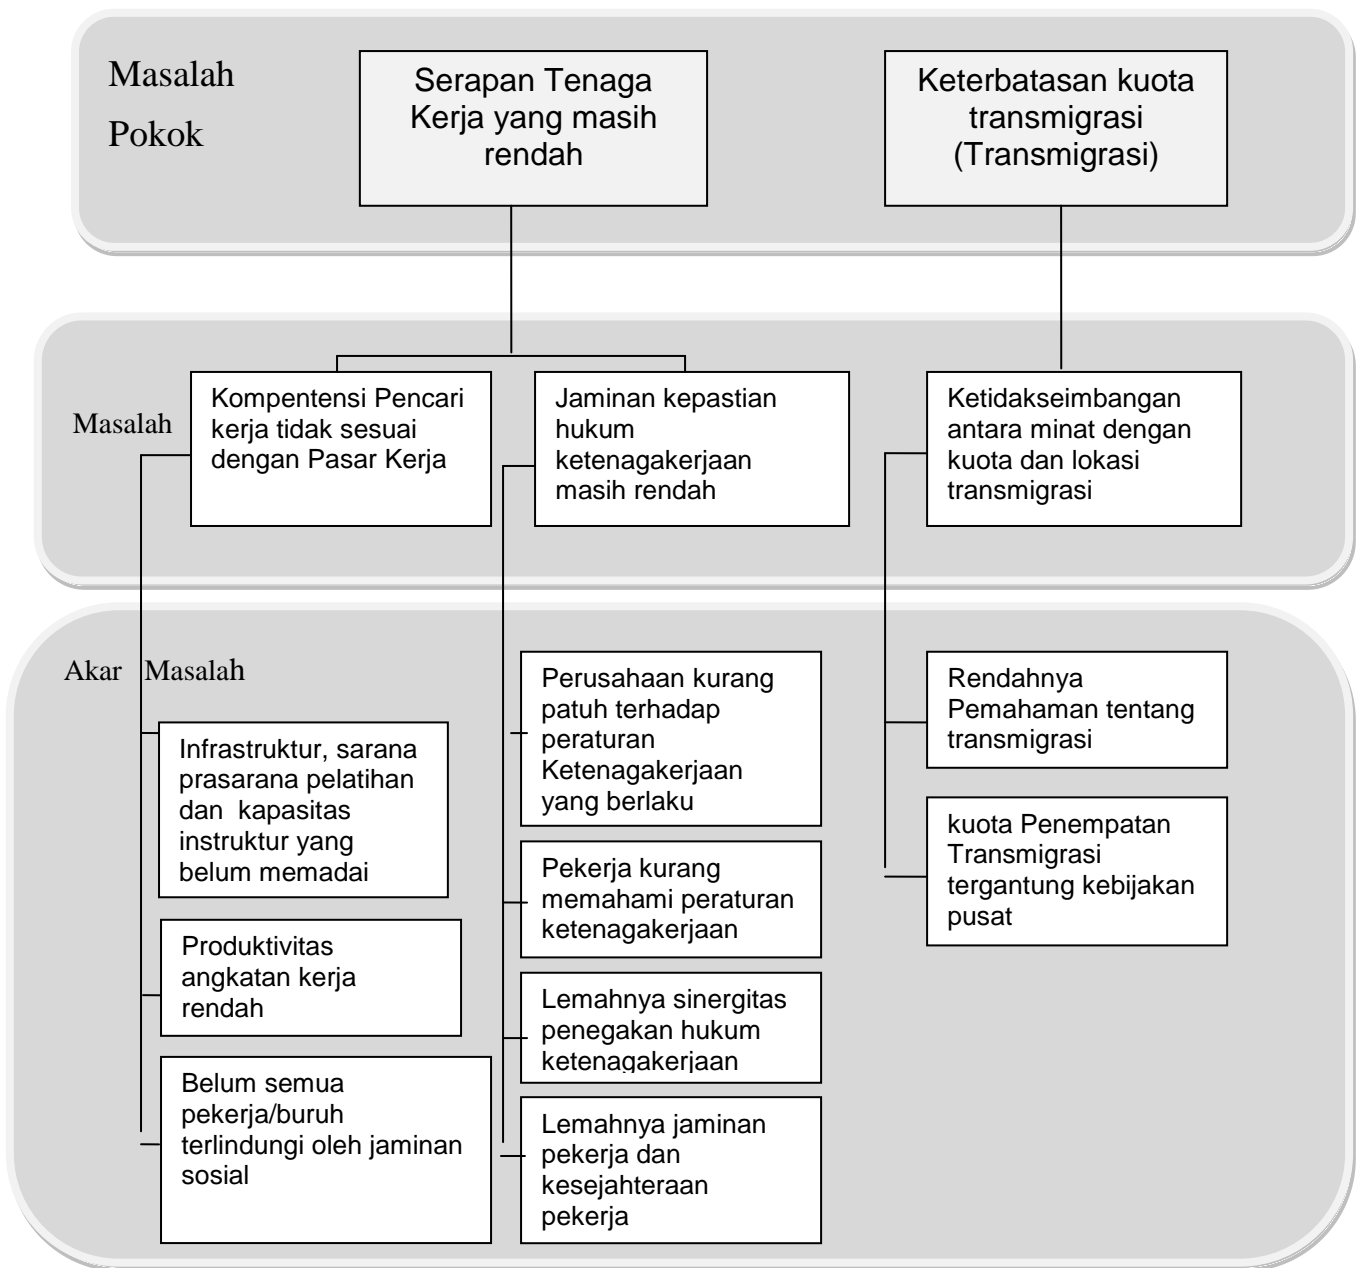 Masalah
Pokok
Serapan Tenaga
Kerja yang masih
rendah
Keterbatasan kuota
transmigrasi
(Transmigrasi)
Masalah
Kompentensi Pencari
kerja tidak sesuai
dengan Pasar Kerja
Jaminan kepastian
hukum
ketenagakerjaan
masih rendah
Ketidakseimbangan
antara minat dengan
kuota dan lokasi
transmigrasi
Akar Masalah
Infrastruktur, sarana
prasarana pelatihan
dan kapasitas
instruktur yang
belum memadai
Produktivitas
angkatan kerja
rendah
Belum semua
pekerja/buruh
terlindungi oleh jaminan
sosial
Perusahaan kurang
patuh terhadap
peraturan
Ketenagakerjaan
yang berlaku
Pekerja kurang
memahami peraturan
ketenagakerjaan
Lemahnya sinergitas
penegakan hukum
ketenagakerjaan
Lemahnya jaminan
pekerja dan
kesejahteraan
pekerja
Rendahnya
Pemahaman tentang
transmigrasi
kuota Penempatan
Transmigrasi
tergantung kebijakan
pusat